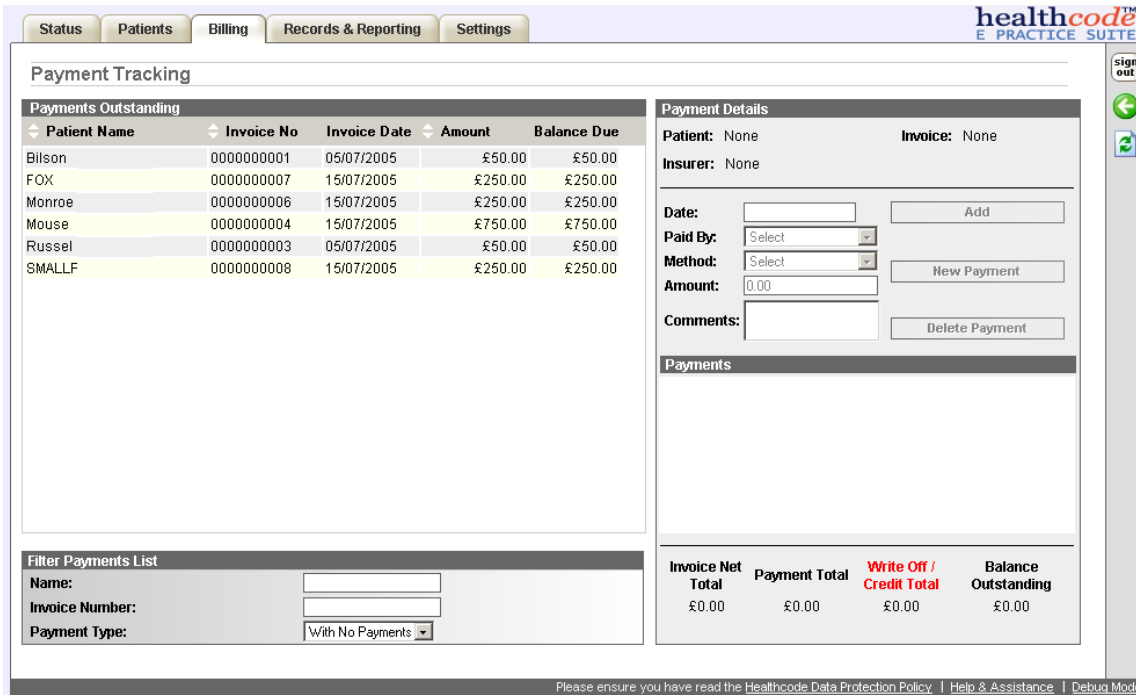 Status Patients Billing Records & Reporting Settings
healthcode™
E PRACTICE SUITE
sign out
Payment Tracking
Payments Outstanding
Patient Name Invoice No Invoice Date Amount Balance Due
Bilson 0000000001 05/07/2005 £50.00 £50.00
FOX 0000000007 15/07/2005 £250.00 £250.00
Monroe 0000000006 15/07/2005 £250.00 £250.00
Mouse 0000000004 15/07/2005 £750.00 £750.00
Russel 0000000003 05/07/2005 £50.00 £50.00
SMALLF 0000000008 15/07/2005 £250.00 £250.00
Filter Payments List
Name:
Invoice Number:
Payment Type: With No Payments
Payment Details
Patient: None Invoice: None
Insurer: None
Date: Add
Paid By: Select
Method: Select New Payment
Amount: 0.00
Comments: Delete Payment
Payments
Invoice Net Total Payment Total Write Off / Credit Total Balance Outstanding
£0.00 £0.00 £0.00 £0.00
Please ensure you have read the Healthcode Data Protection Policy | Help & Assistance | Debug Mod